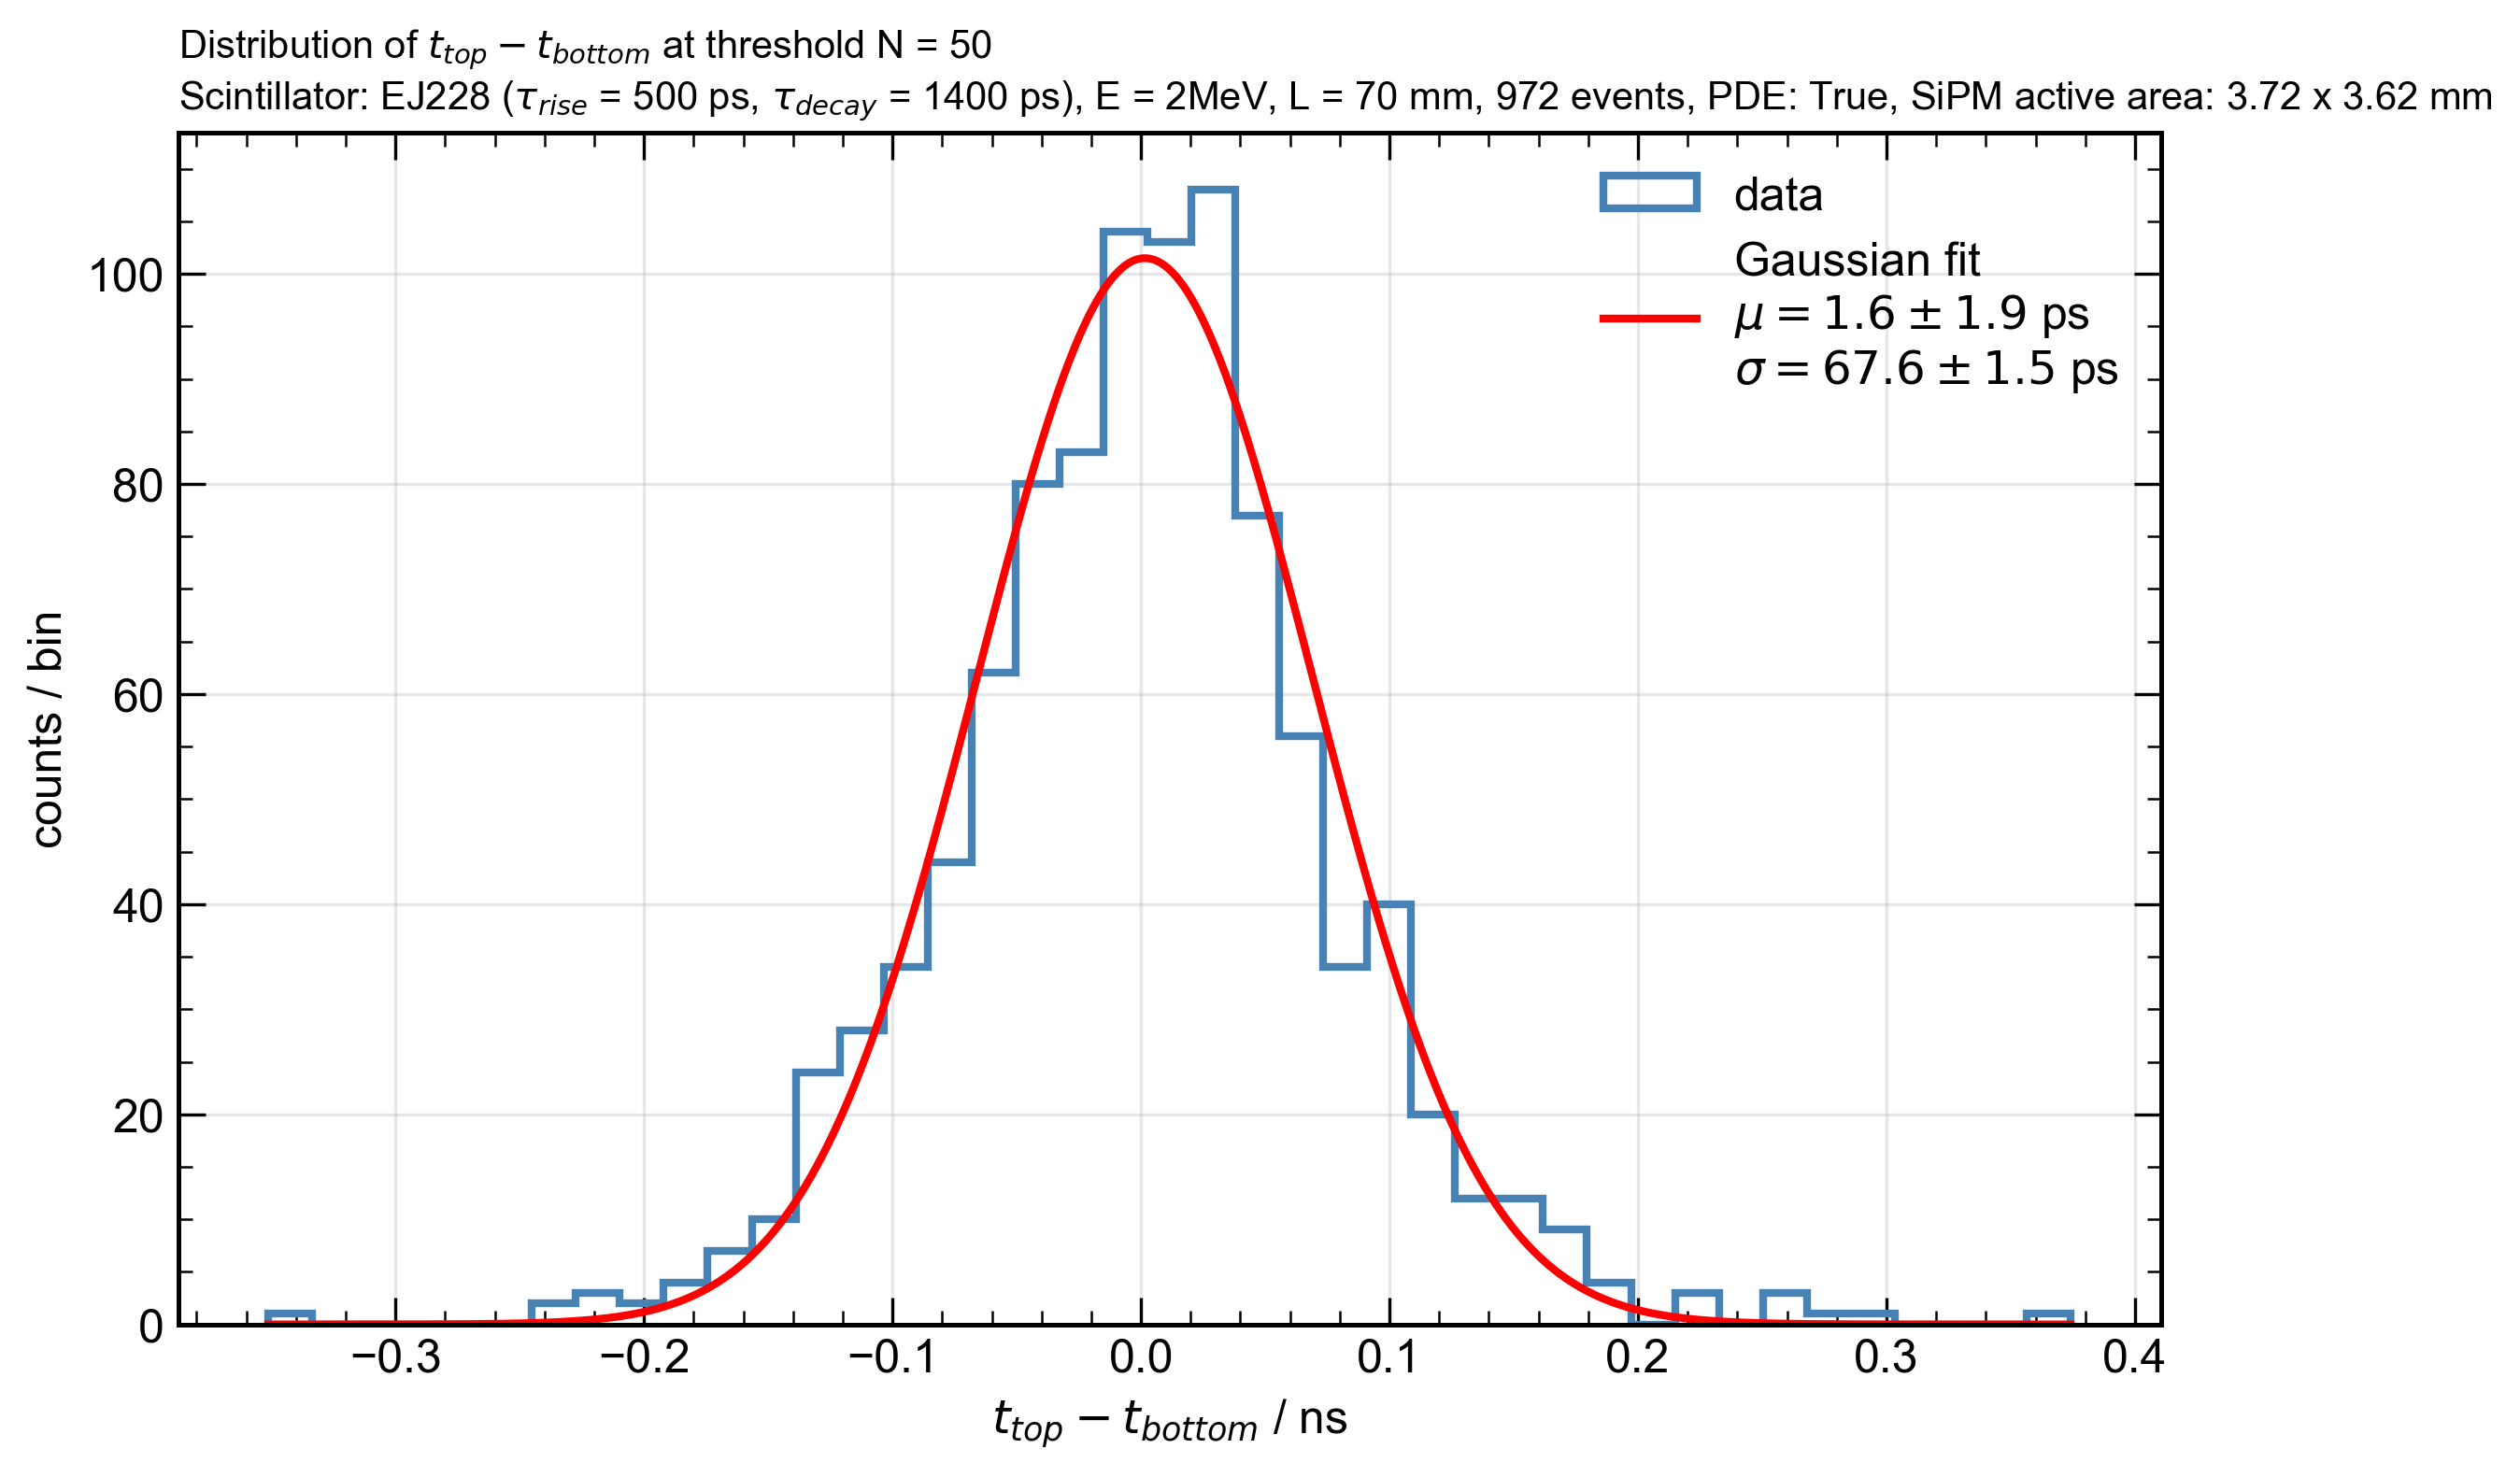 Distribution of t_top − t_bottom at threshold N = 50
Scintillator: EJ228 (τ_rise = 500 ps, τ_decay = 1400 ps), E = 2MeV, L = 70 mm, 972 events, PDE: True, SiPM active area: 3.72 x 3.62 mm
data
Gaussian fit
μ = 1.6 ± 1.9 ps
σ = 67.6 ± 1.5 ps
counts / bin
100
80
60
40
20
0
−0.3 −0.2 −0.1 0.0 0.1 0.2 0.3 0.4
t_top − t_bottom / ns